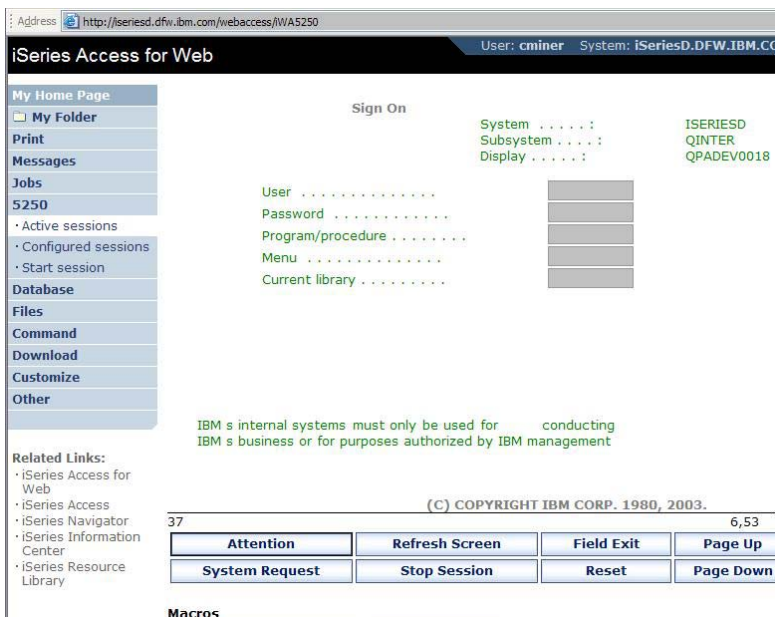 Address http://iseriesd.dfw.ibm.com/webaccess/iWA5250
iSeries Access for Web
User: cminer System: iSeriesD.DFW.IBM.CO
My Home Page
My Folder
Print
Messages
Jobs
5250
· Active sessions
· Configured sessions
· Start session
Database
Files
Command
Download
Customize
Other
Related Links:
· iSeries Access for
Web
· iSeries Access
· iSeries Navigator
· iSeries Information
Center
· iSeries Resource
Library
Sign On
System . . . . . : ISERIESD
Subsystem . . . . : QINTER
Display . . . . . : QPADEV0018
User . . . . . . . . . . . . . .
Password . . . . . . . . . . . .
Program/procedure . . . . . . . .
Menu . . . . . . . . . . . . . .
Current library . . . . . . . . .
IBM s internal systems must only be used for conducting
IBM s business or for purposes authorized by IBM management
(C) COPYRIGHT IBM CORP. 1980, 2003.
37 6,53
Attention Refresh Screen Field Exit Page Up
System Request Stop Session Reset Page Down
Macros